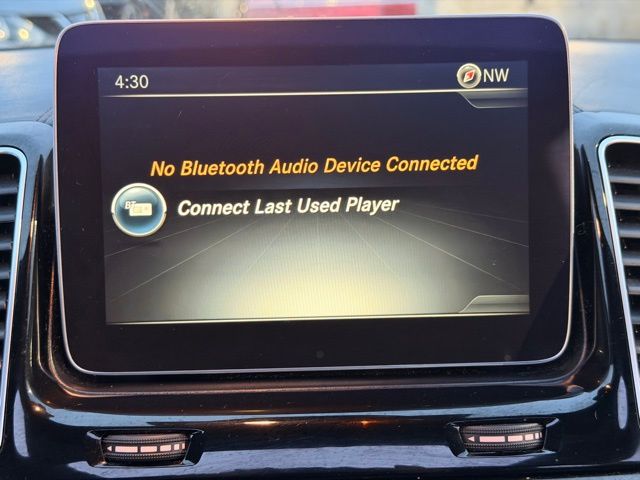 4:30
NW
No Bluetooth Audio Device Connected
BT
Connect Last Used Player